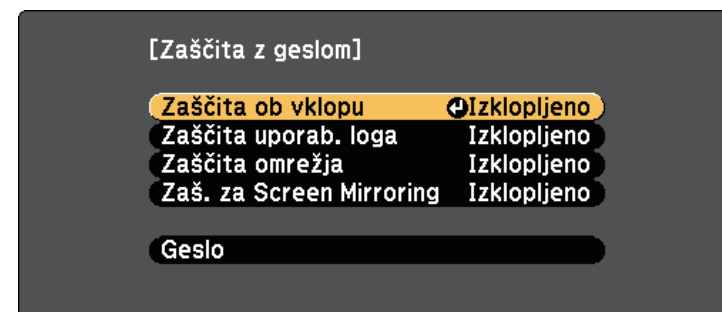 [Zaščita z geslom]
Zaščita ob vklopu Izklopljeno
Zaščita uporab. loga Izklopljeno
Zaščita omrežja Izklopljeno
Zaš. za Screen Mirroring Izklopljeno
Geslo